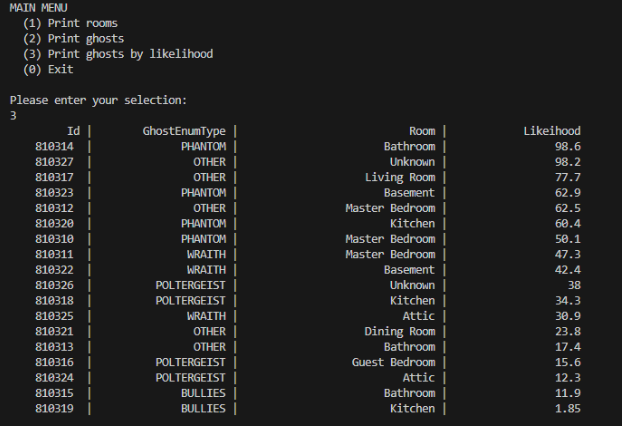 MAIN MENU
(1) Print rooms
(2) Print ghosts
(3) Print ghosts by likelihood
(0) Exit
Please enter your selection:
3
Id | GhostEnumType | Room | Likeihood
810314 | PHANTOM | Bathroom | 98.6
810327 | OTHER | Unknown | 98.2
810317 | OTHER | Living Room | 77.7
810323 | PHANTOM | Basement | 62.9
810312 | OTHER | Master Bedroom | 62.5
810320 | PHANTOM | Kitchen | 60.4
810310 | PHANTOM | Master Bedroom | 50.1
810311 | WRAITH | Master Bedroom | 47.3
810322 | WRAITH | Basement | 42.4
810326 | POLTERGEIST | Unknown | 38
810318 | POLTERGEIST | Kitchen | 34.3
810325 | WRAITH | Attic | 30.9
810321 | OTHER | Dining Room | 23.8
810313 | OTHER | Bathroom | 17.4
810316 | POLTERGEIST | Guest Bedroom | 15.6
810324 | POLTERGEIST | Attic | 12.3
810315 | BULLIES | Bathroom | 11.9
810319 | BULLIES | Kitchen | 1.85